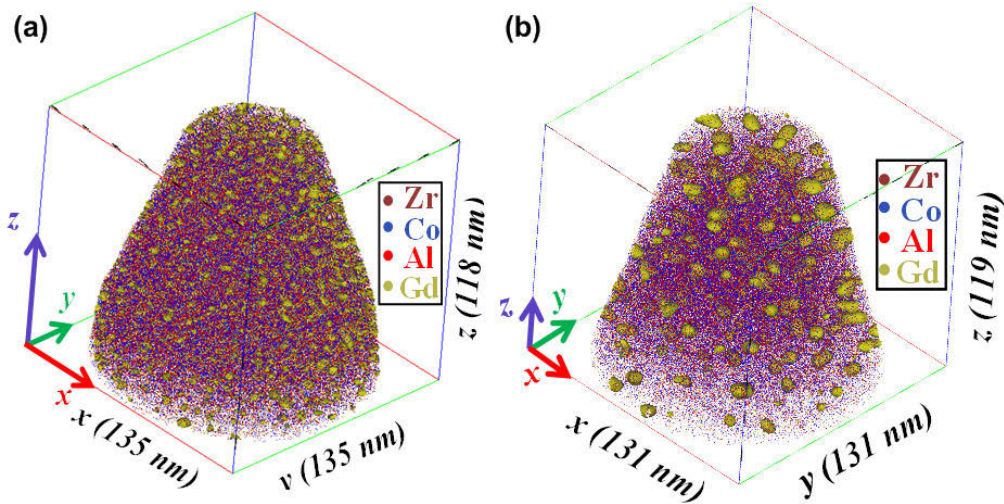 (a)
z
y
x
Zr
Co
Al
Gd
z (118 nm)
x (135 nm)
v (135 nm)
(b)
z
y
x
Zr
Co
Al
Gd
z (119 nm)
x (131 nm)
y (131 nm)